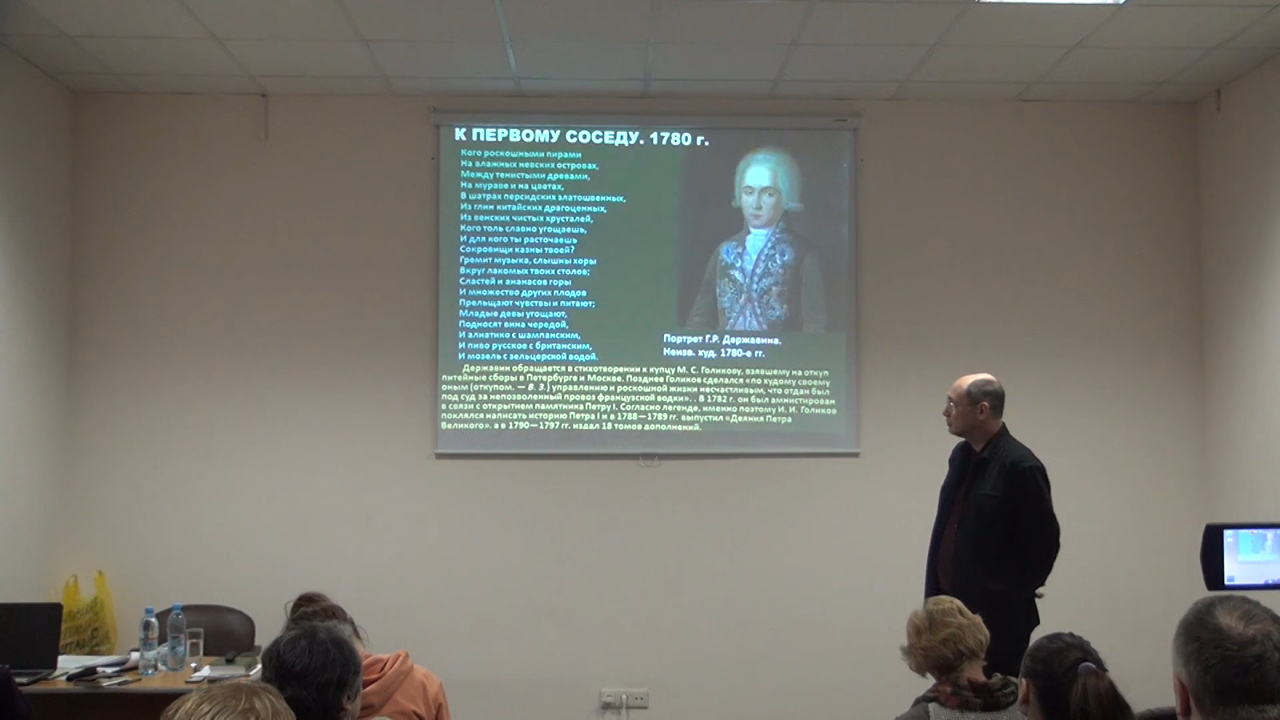 К ПЕРВОМУ СОСЕДУ. 1780 г.
Кого роскошными пирами
На влажных невских островах,
Между тенистыми древами,
На мураве и на цветах,
В шатрах персидских златошвенных,
Из глин китайских драгоценных,
Из венских чистых хрусталей,
Кого толь славно угощаешь,
И для кого ты расточаешь
Сокровищи казны твоей?
Гремит музыка, слышны хоры
Вкруг лакомых твоих столов;
Сластей и ананасов горы
И множество других плодов
Прельщают чувствы и питают;
Младые девы угощают,
Подносят вина чередой,
И алиатико с шампанским,
И пиво русское с британским,
И мозель с зельцерской водой.
Портрет Г.Р. Державина.
Неизв. худ. 1780-е гг.
Державин обращается в стихотворении к купцу М. С. Голикову, взявшему на откуп
питейные сборы в Петербурге и Москве. Позднее Голиков сделался «по худому своему
оным (откупом. — В. З.) управлению и роскошной жизни несчастливым, что отдан был
под суд за непозволенный провоз французской водки». . В 1782 г. он был амнистирован
в связи с открытием памятника Петру I. Согласно легенде, именно поэтому И. И. Голиков
поклялся написать историю Петра I и в 1788—1789 гг. выпустил «Деяния Петра
Великого», а в 1790—1797 гг. издал 18 томов дополнений.